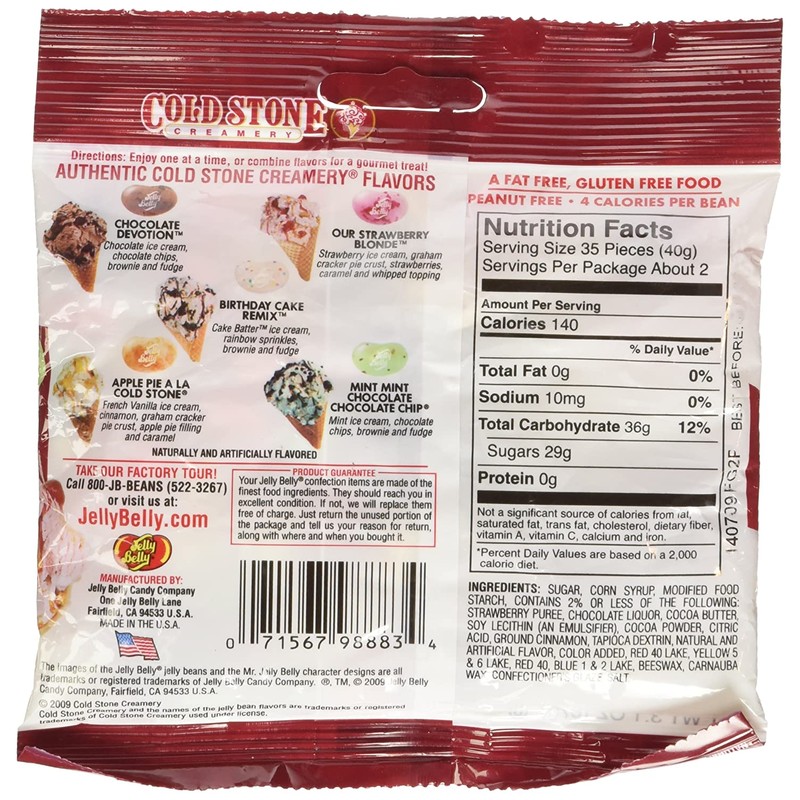 COLD STONE
CREAMERY
Directions: Enjoy one at a time, or combine flavors for a gourmet treat!
AUTHENTIC COLD STONE CREAMERY® FLAVORS
Jelly Belly
CHOCOLATE
DEVOTION™
Chocolate ice cream,
chocolate chips,
brownie and fudge
Jelly Belly
OUR STRAWBERRY
BLONDE™
Strawberry ice cream, graham
cracker pie crust, strawberries,
caramel and whipped topping
BIRTHDAY CAKE
REMIX™
Cake Batter™ ice cream,
rainbow sprinkles,
brownie and fudge
APPLE PIE A LA
COLD STONE®
French Vanilla ice cream,
cinnamon, graham cracker
pie crust, apple pie filling
and caramel
MINT MINT
CHOCOLATE
CHOCOLATE CHIP®
Mint ice cream, chocolate
chips, brownie and fudge
NATURALLY AND ARTIFICIALLY FLAVORED
TAKE OUR FACTORY TOUR!
Call 800-JB-BEANS (522-3267)
or visit us at:
JellyBelly.com
PRODUCT GUARANTEE
Your Jelly Belly® confection items are made of the
finest food ingredients. They should reach you in
excellent condition. If not, we will replace them
free of charge. Just return the unused portion of
the package and tell us your reason for return,
along with where and when you bought it.
Jelly
Belly
MANUFACTURED BY:
Jelly Belly Candy Company
One Jelly Belly Lane
Fairfield, CA 94533 U.S.A.
MADE IN THE U.S.A.
0 71567 98883 4
The images of the Jelly Belly® jelly beans and the Mr. Jelly Belly character designs are all
trademarks or registered trademarks of Jelly Belly Candy Company. ®, TM, © 2009 Jelly Belly
Candy Company, Fairfield, CA 94533 U.S.A.
© 2009 Cold Stone Creamery
Cold Stone Creamery and the names of the jelly bean flavors are trademarks or registered
trademarks of Cold Stone Creamery used under license.
A FAT FREE, GLUTEN FREE FOOD
PEANUT FREE • 4 CALORIES PER BEAN
Nutrition Facts
Serving Size 35 Pieces (40g)
Servings Per Package About 2
Amount Per Serving
Calories 140
% Daily Value*
Total Fat 0g 0%
Sodium 10mg 0%
Total Carbohydrate 36g 12%
Sugars 29g
Protein 0g
Not a significant source of calories from fat,
saturated fat, trans fat, cholesterol, dietary fiber,
vitamin A, vitamin C, calcium and iron.
*Percent Daily Values are based on a 2,000
calorie diet.
INGREDIENTS: SUGAR, CORN SYRUP, MODIFIED FOOD
STARCH, CONTAINS 2% OR LESS OF THE FOLLOWING:
STRAWBERRY PUREE, CHOCOLATE LIQUOR, COCOA BUTTER,
SOY LECITHIN (AN EMULSIFIER), COCOA POWDER, CITRIC
ACID, GROUND CINNAMON, TAPIOCA DEXTRIN, NATURAL AND
ARTIFICIAL FLAVOR, COLOR ADDED, RED 40 LAKE, YELLOW 5
& 6 LAKE, RED 40, BLUE 1 & 2 LAKE, BEESWAX, CARNAUBA
WAX, CONFECTIONER'S GLAZE, SALT
140709 FG2F BEST BEFORE: